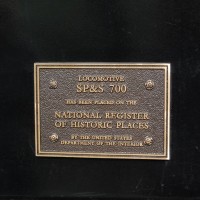 LOCOMOTIVE:
SP&S 700
HAS BEEN PLACED ON THE
NATIONAL REGISTER
OF HISTORIC PLACES
BY THE UNITED STATES
DEPARTMENT OF THE INTERIOR